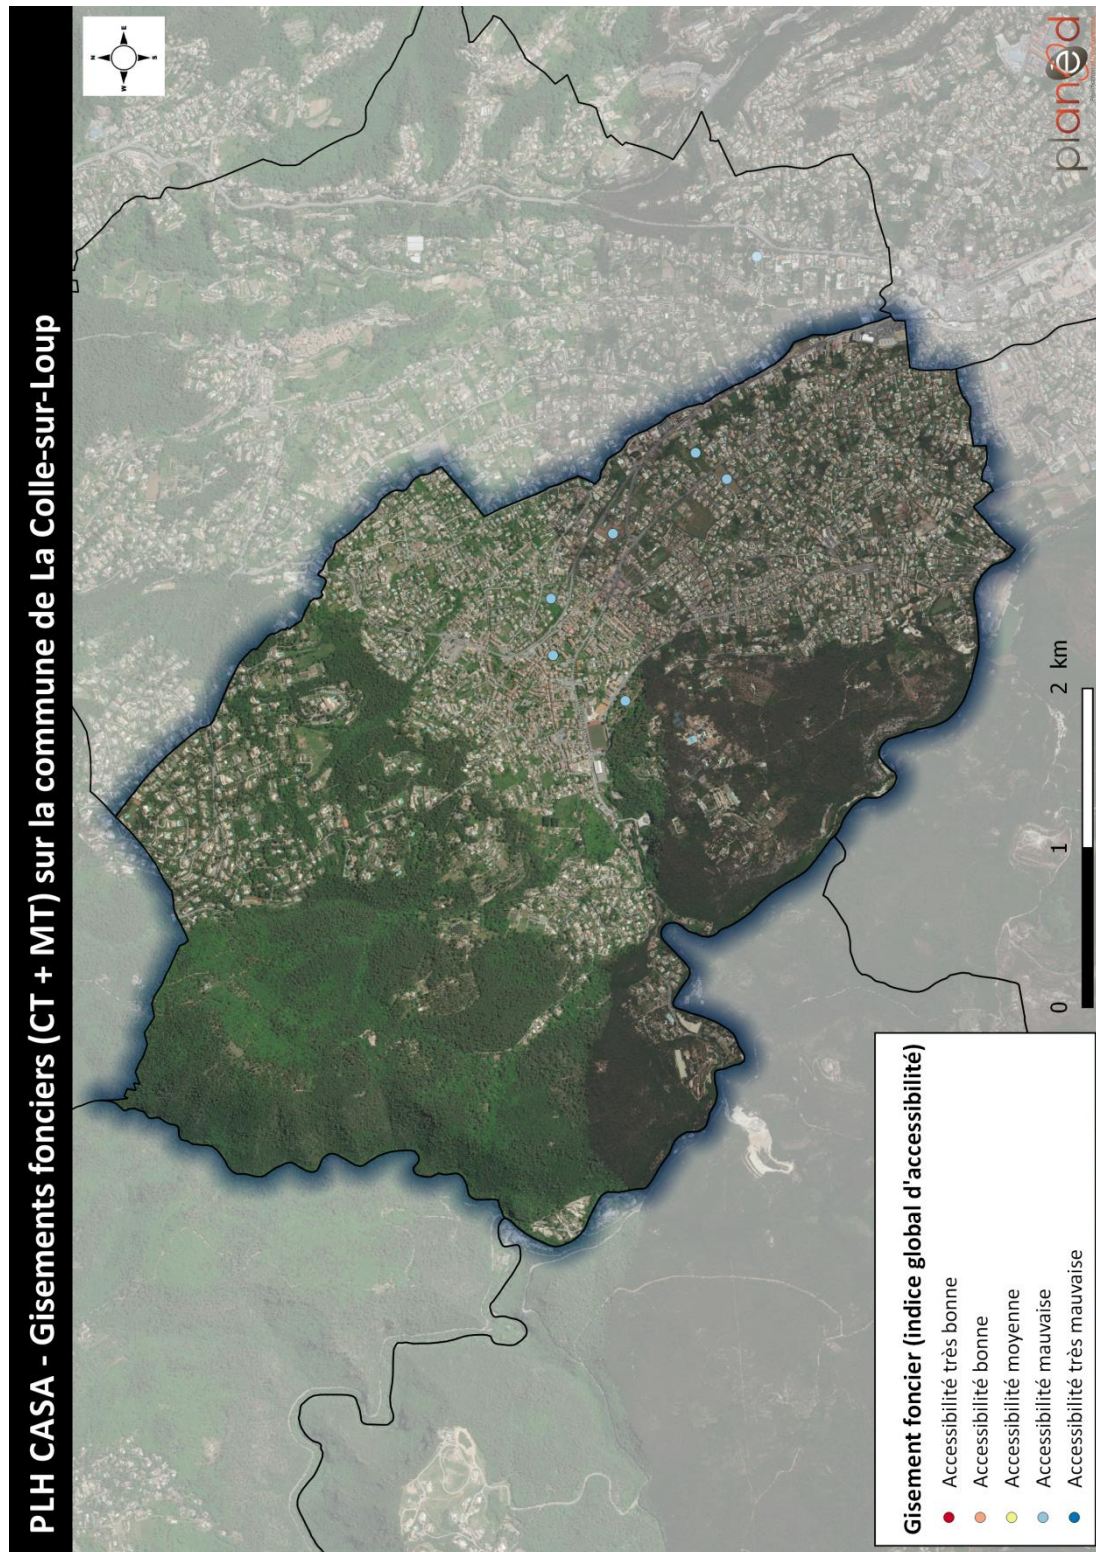 PLH CASA - Gisements fonciers (CT + MT) sur la commune de La Colle-sur-Loup
N
W E
S
Gisement foncier (indice global d'accessibilité)
Accessibilité très bonne
Accessibilité bonne
Accessibilité moyenne
Accessibilité mauvaise
Accessibilité très mauvaise
0 1 2 km
planed